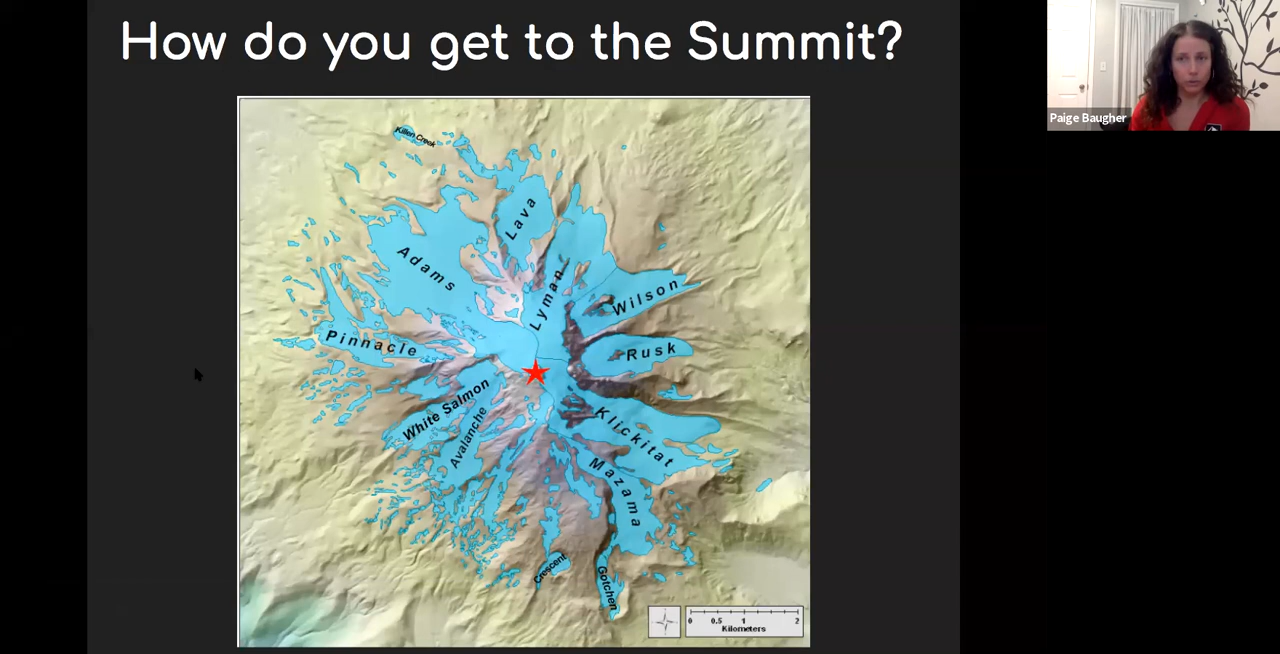 How do you get to the Summit?
Paige Baugher
Killen Creek
Lava
Adams
Lyman
Wilson
Pinnacle
Rusk
White Salmon
Avalanche
Klickitat
Mazama
Crescent
Gotchen
0 0.5 1 2
Kilometers